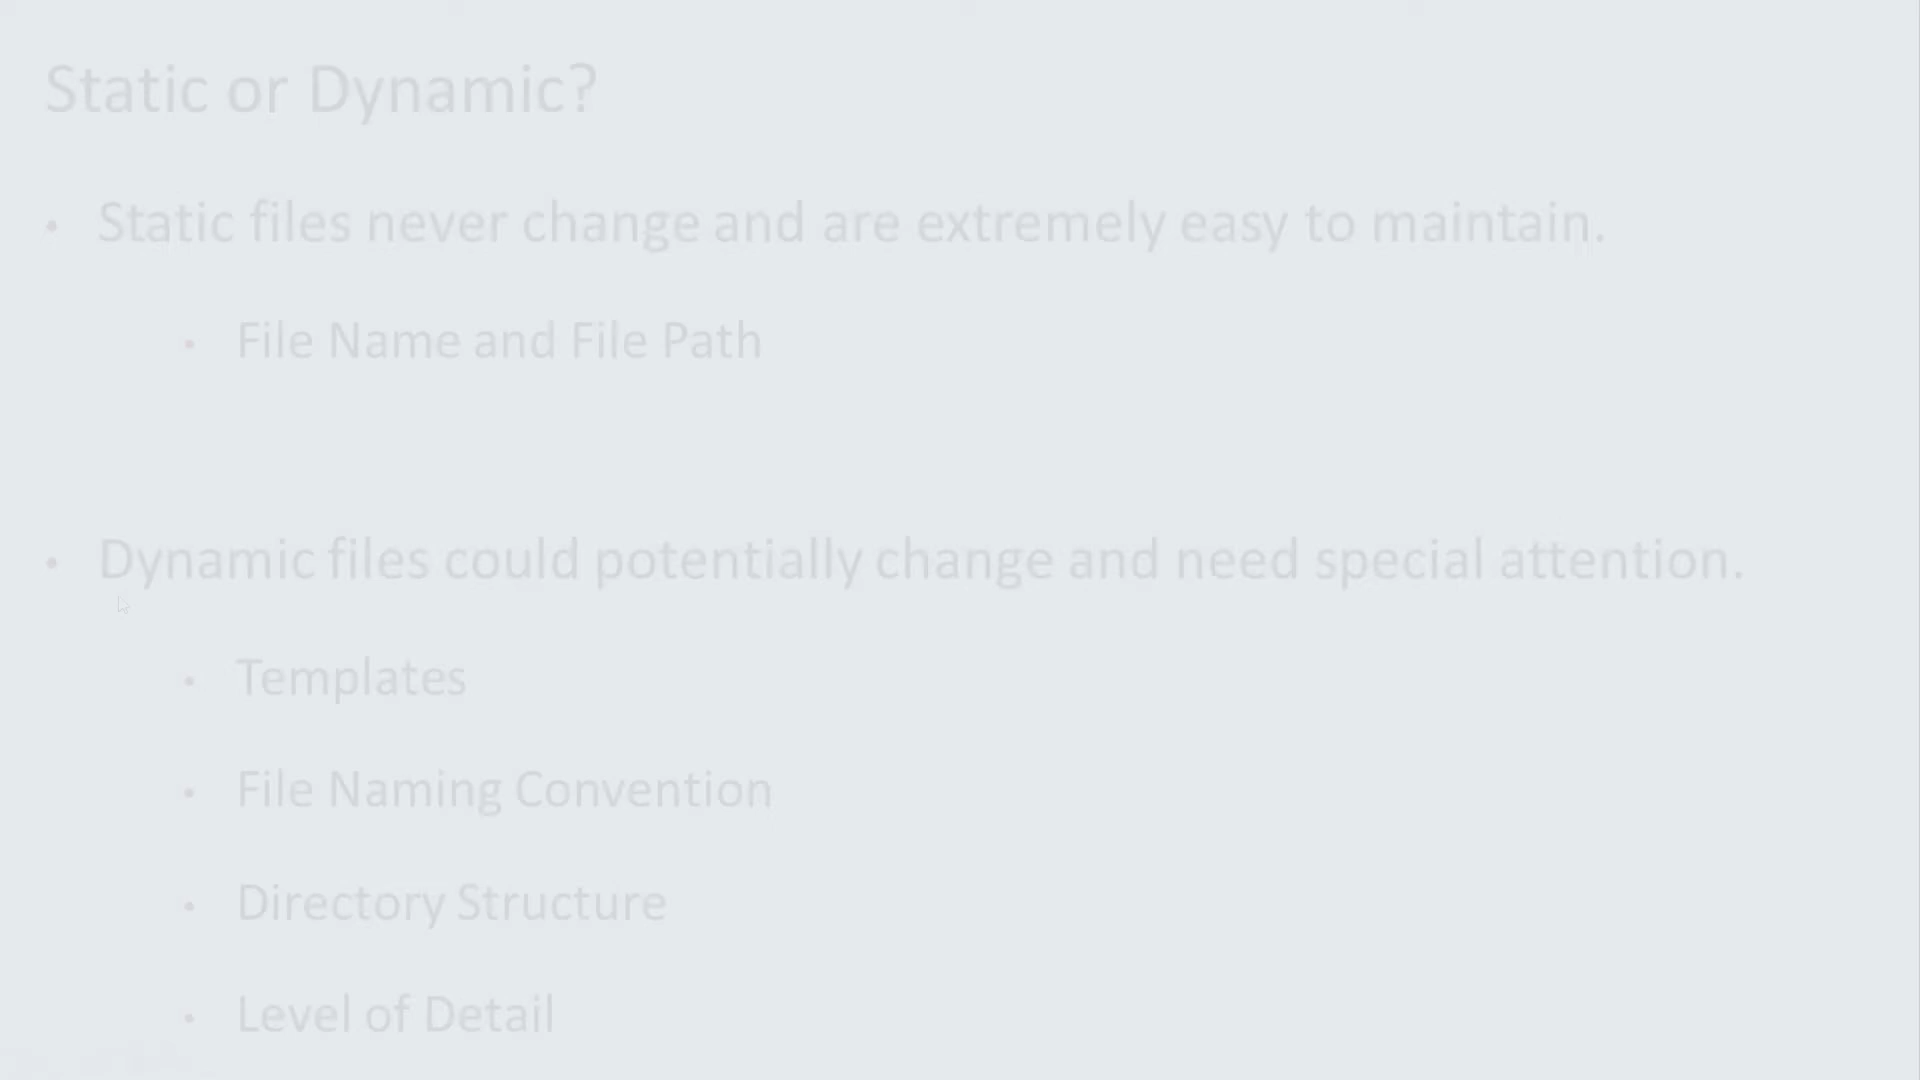 Static or Dynamic?
• Static files never change and are extremely easy to maintain.
• File Name and File Path
• Dynamic files could potentially change and need special attention.
• Templates
• File Naming Convention
• Directory Structure
• Level of Detail